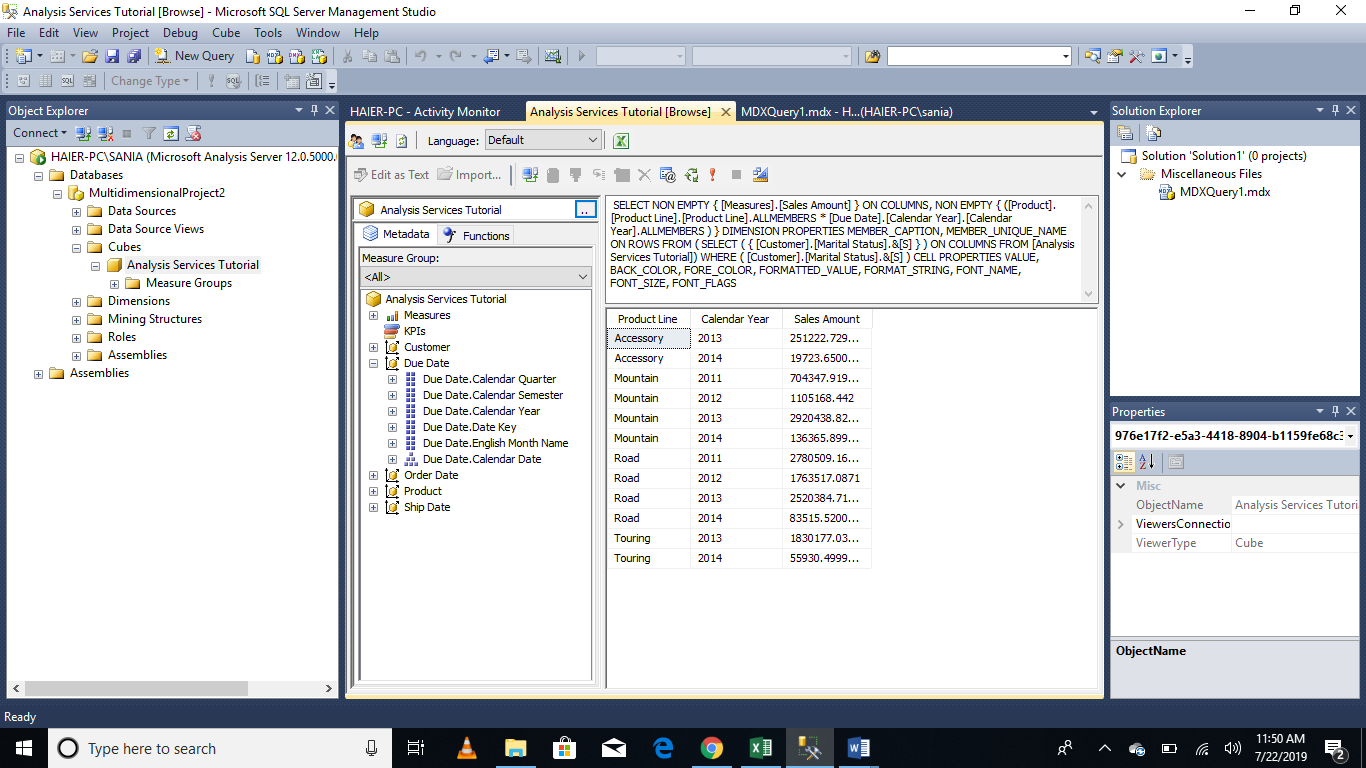 Analysis Services Tutorial [Browse] - Microsoft SQL Server Management Studio
File Edit View Project Debug Cube Tools Window Help
New Query
Change Type
Object Explorer
Connect
HAIER-PC\SANIA (Microsoft Analysis Server 12.0.5000.
Databases
MultidimensionalProject2
Data Sources
Data Source Views
Cubes
Analysis Services Tutorial
Measure Groups
Dimensions
Mining Structures
Roles
Assemblies
Assemblies
HAIER-PC - Activity Monitor
Analysis Services Tutorial [Browse]
MDXQuery1.mdx - H...(HAIER-PC\sania)
Language: Default
Edit as Text Import...
Analysis Services Tutorial
..
Metadata Functions
Measure Group:
<All>
Analysis Services Tutorial
Measures
KPIs
Customer
Due Date
Due Date.Calendar Quarter
Due Date.Calendar Semester
Due Date.Calendar Year
Due Date.Date Key
Due Date.English Month Name
Due Date.Calendar Date
Order Date
Product
Ship Date
SELECT NON EMPTY { [Measures].[Sales Amount] } ON COLUMNS, NON EMPTY { ([Product].
[Product Line].[Product Line].ALLMEMBERS * [Due Date].[Calendar Year].[Calendar
Year].ALLMEMBERS ) } DIMENSION PROPERTIES MEMBER_CAPTION, MEMBER_UNIQUE_NAME
ON ROWS FROM ( SELECT ( { [Customer].[Marital Status].&[S] } ) ON COLUMNS FROM [Analysis
Services Tutorial]) WHERE ( [Customer].[Marital Status].&[S] ) CELL PROPERTIES VALUE,
BACK_COLOR, FORE_COLOR, FORMATTED_VALUE, FORMAT_STRING, FONT_NAME,
FONT_SIZE, FONT_FLAGS
Product Line Calendar Year Sales Amount
Accessory 2013 251222.729...
Accessory 2014 19723.6500...
Mountain 2011 704347.919...
Mountain 2012 1105168.442
Mountain 2013 2920438.82...
Mountain 2014 136365.899...
Road 2011 2780509.16...
Road 2012 1763517.0871
Road 2013 2520384.71...
Road 2014 83515.5200...
Touring 2013 1830177.03...
Touring 2014 55930.4999...
Solution Explorer
Solution 'Solution1' (0 projects)
Miscellaneous Files
MDXQuery1.mdx
Properties
976e17f2-e5a3-4418-8904-b1159fe68c3
Misc
ObjectName Analysis Services Tutori
ViewersConnectio
ViewerType Cube
ObjectName
Ready
Type here to search
11:50 AM
7/22/2019
2